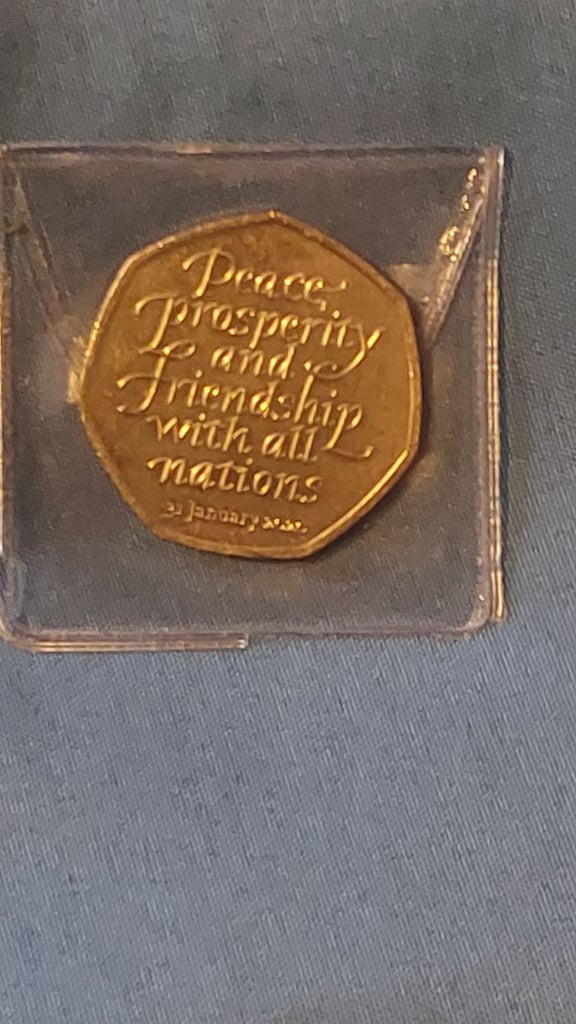 Peace,
prosperity
and
friendship
with all
nations
31 January 2020